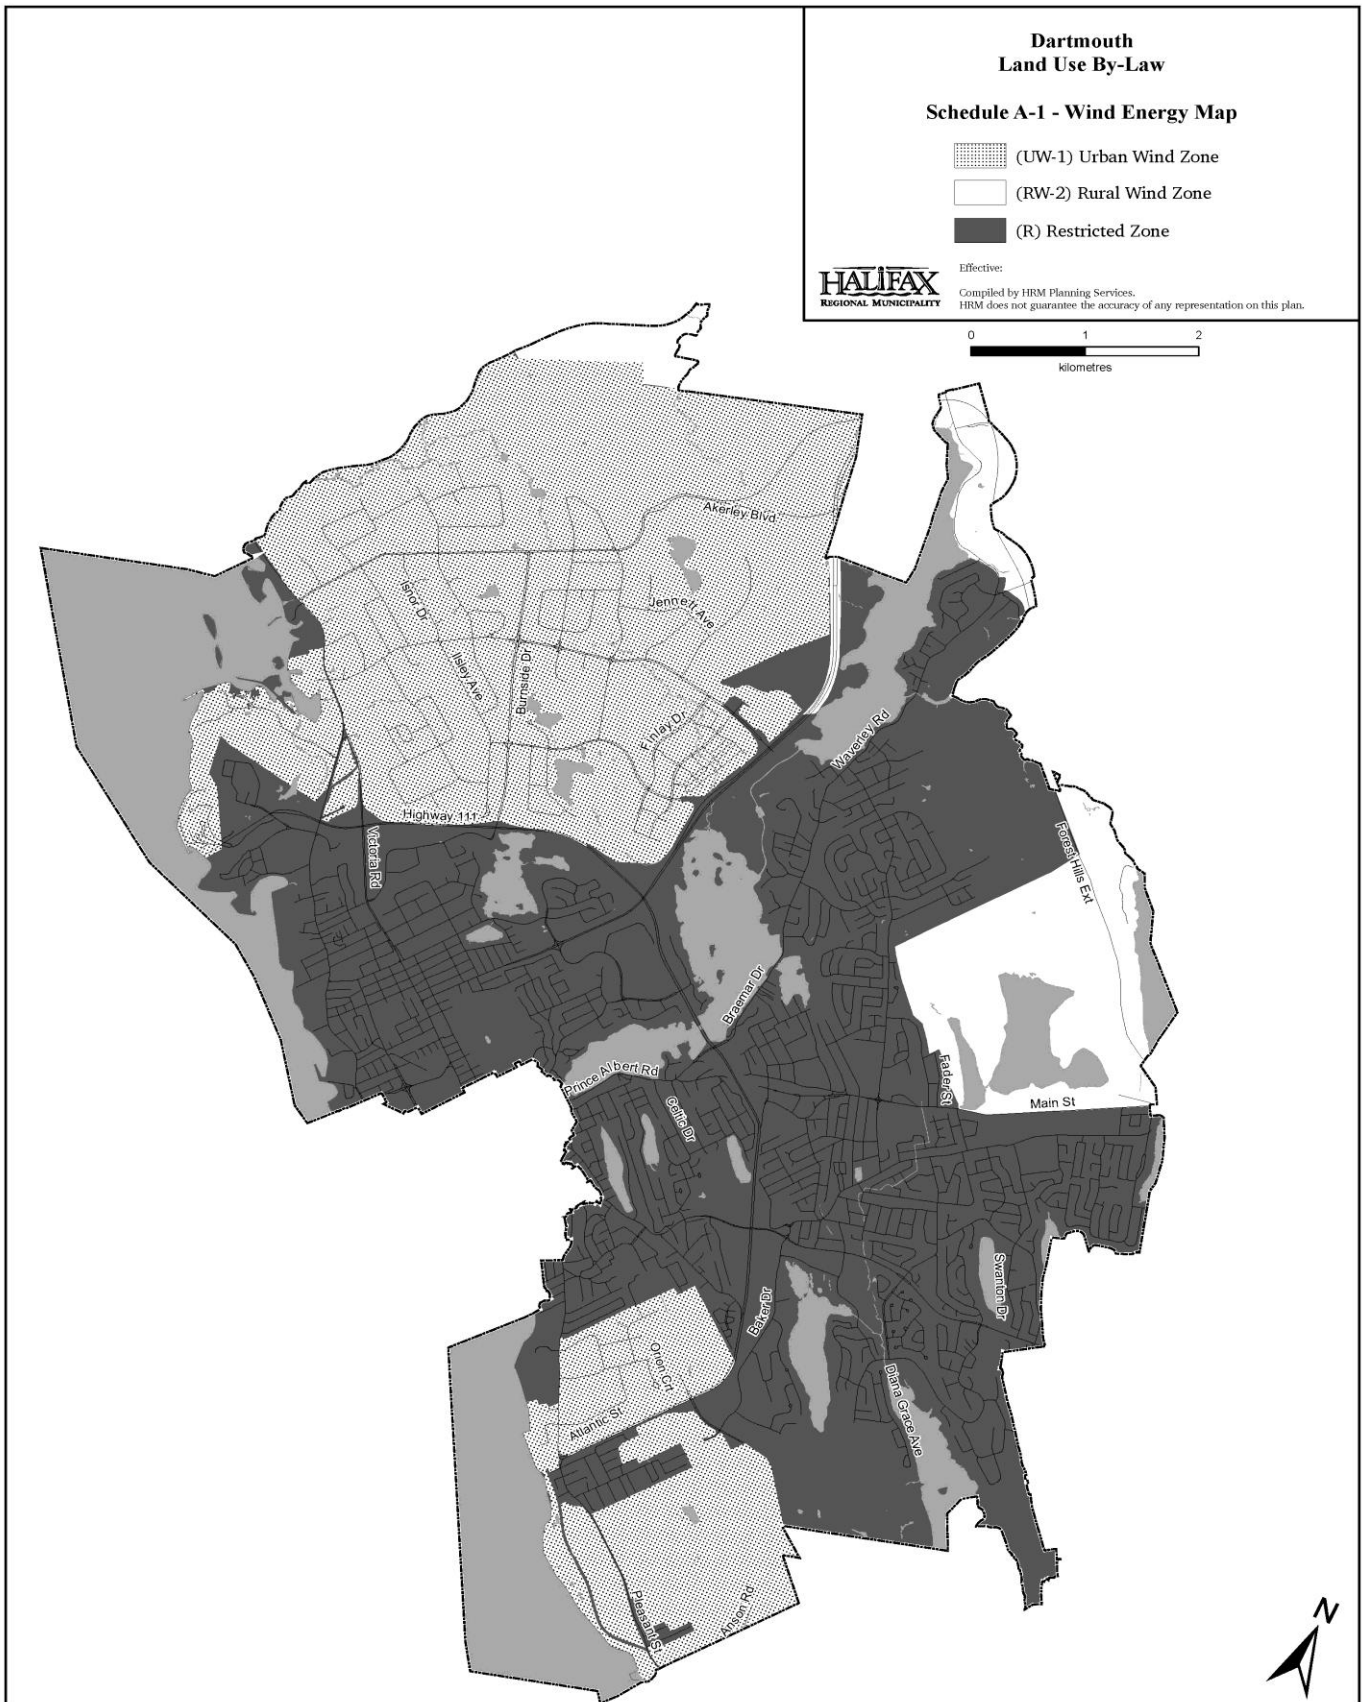 Dartmouth
Land Use By-Law
Schedule A-1 - Wind Energy Map
(UW-1) Urban Wind Zone
(RW-2) Rural Wind Zone
(R) Restricted Zone
HALIFAX
REGIONAL MUNICIPALITY
Effective:
Compiled by HRM Planning Services.
HRM does not guarantee the accuracy of any representation on this plan.
0 1 2
kilometres
Akerley Blvd
Isnor Dr
Jennett Ave
Ilsley Ave
Burnside Dr
Finlay Dr
Waverley Rd
Highway 111
Victoria Rd
Forest Hills Ext
Braemar Dr
Prince Albert Rd
Fader St
Main St
Celtic Dr
Swanton Dr
Baker Dr
Orion Crt
Diana Grace Ave
Atlantic St
Pleasant St
Anson Rd
N